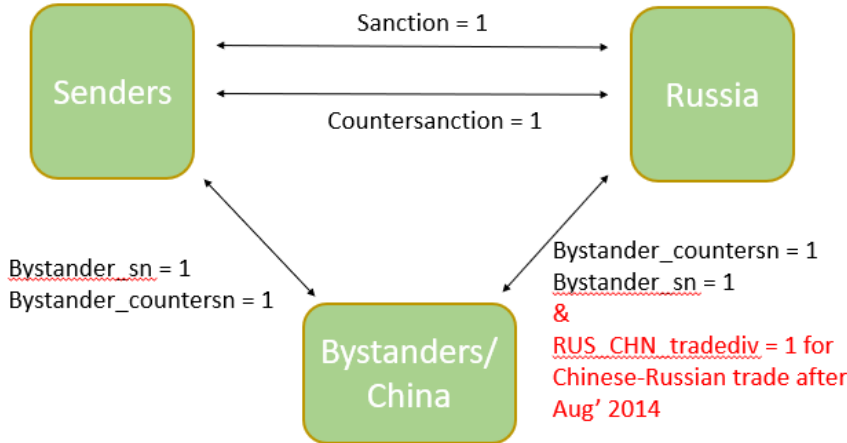 Sanction = 1
Senders
Russia
Countersanction = 1
Bystander_sn = 1
Bystander_countersn = 1
Bystander_countersn = 1
Bystander_sn = 1
&
RUS_CHN_tradediv = 1 for
Chinese-Russian trade after
Aug' 2014
Bystanders/
China